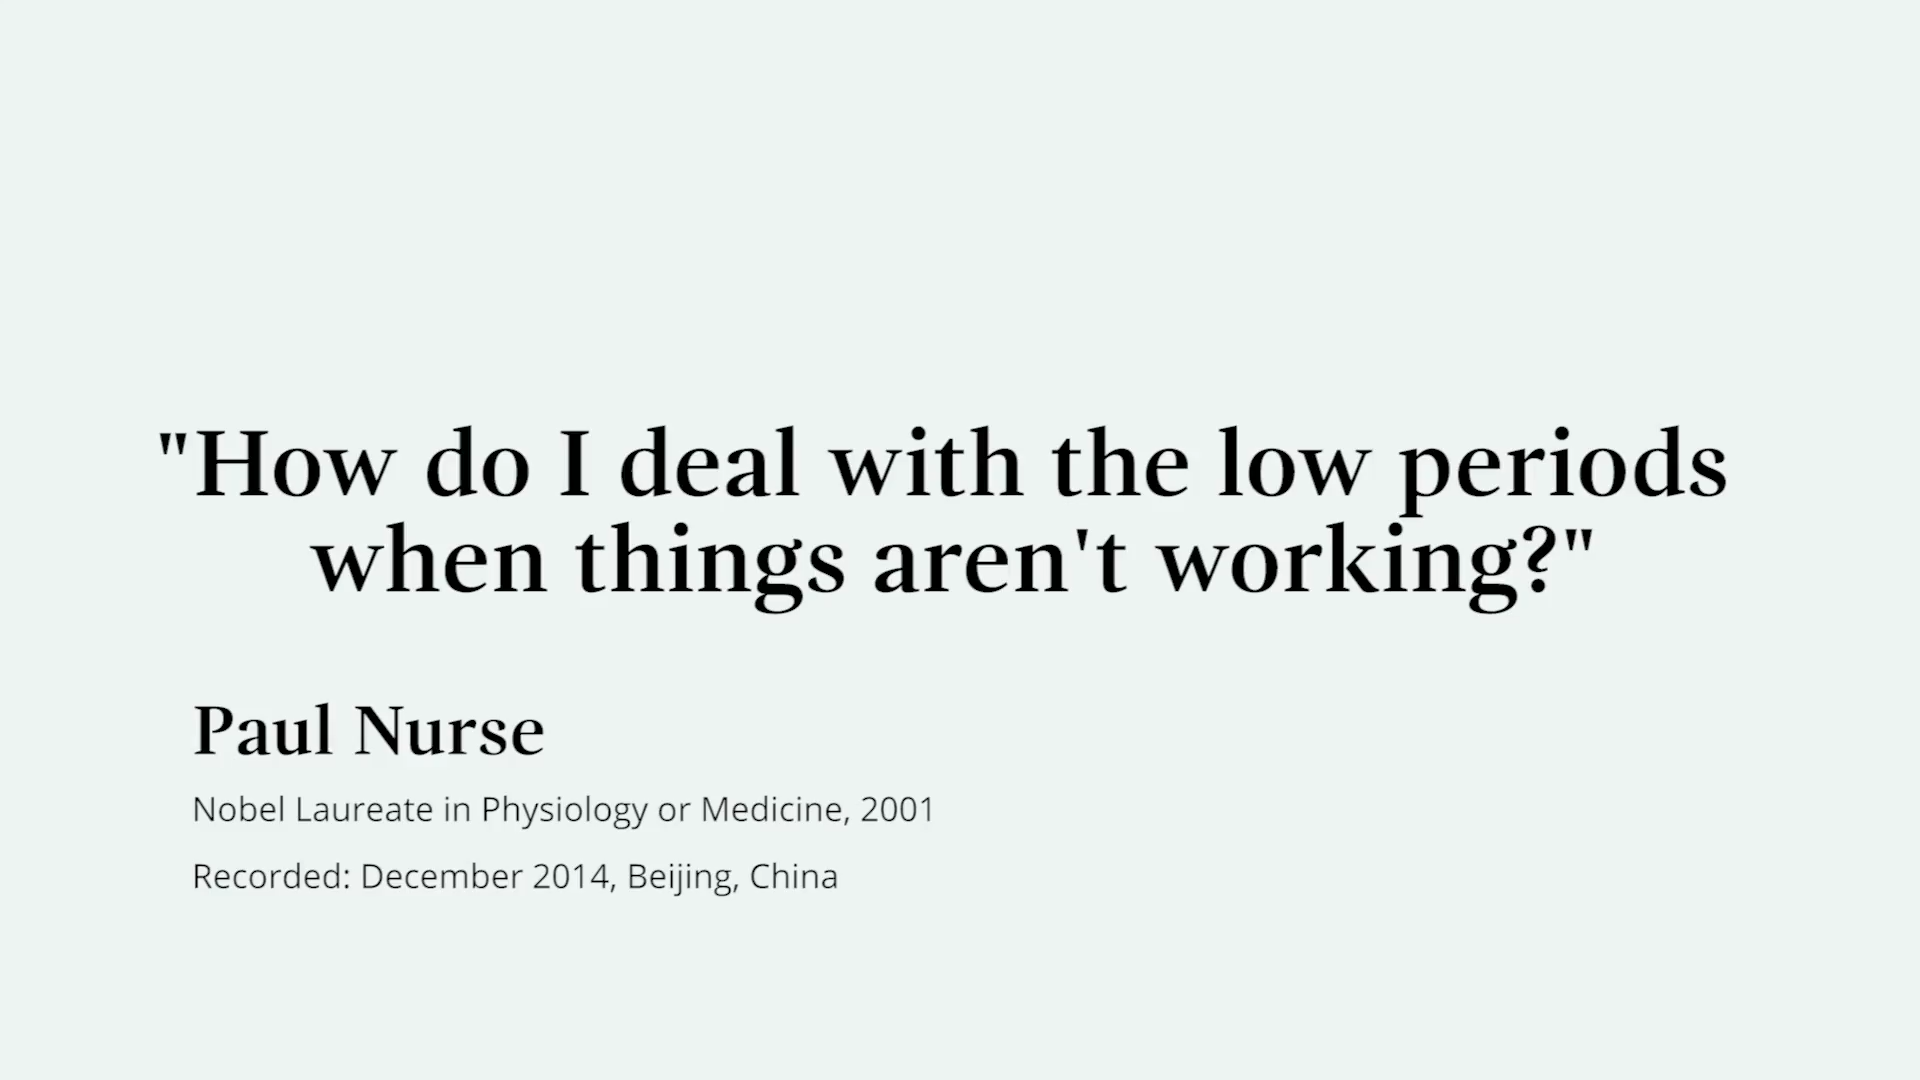 "How do I deal with the low periods
when things aren't working?"
Paul Nurse
Nobel Laureate in Physiology or Medicine, 2001
Recorded: December 2014, Beijing, China